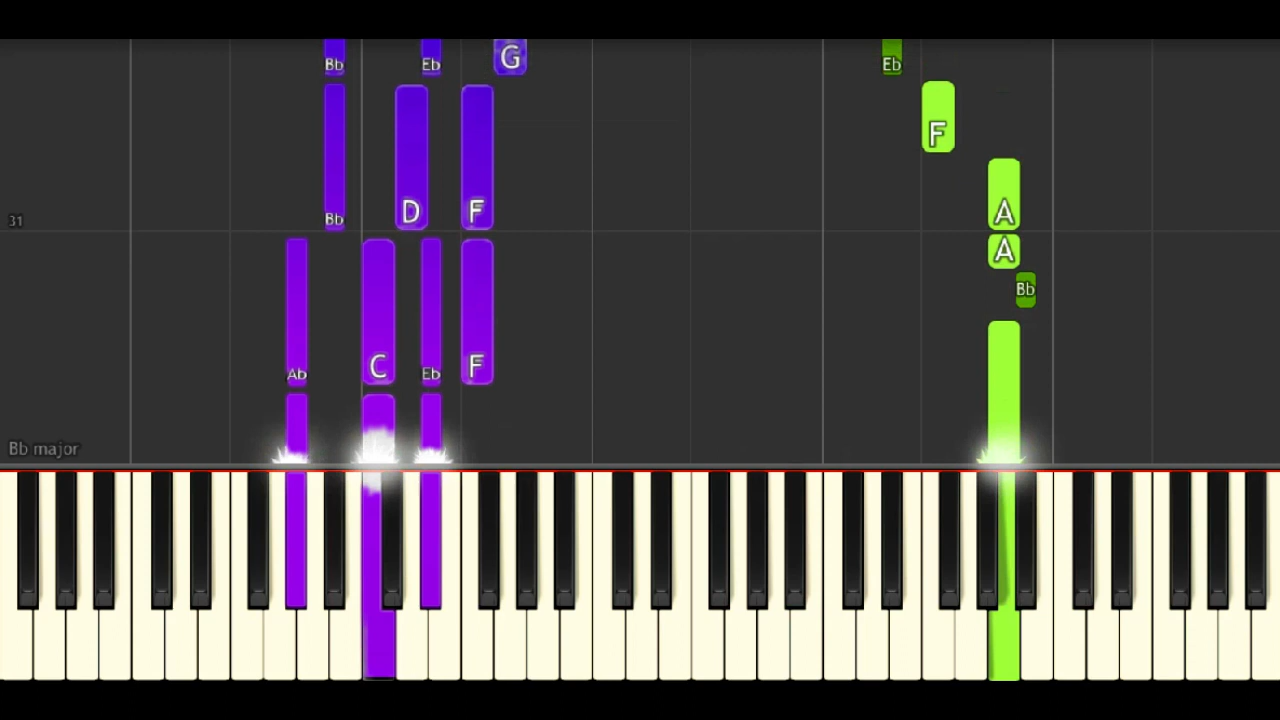 Bb Eb G Eb
F
Bb D F A
31
A
Bb
Ab C Eb F
Bb major